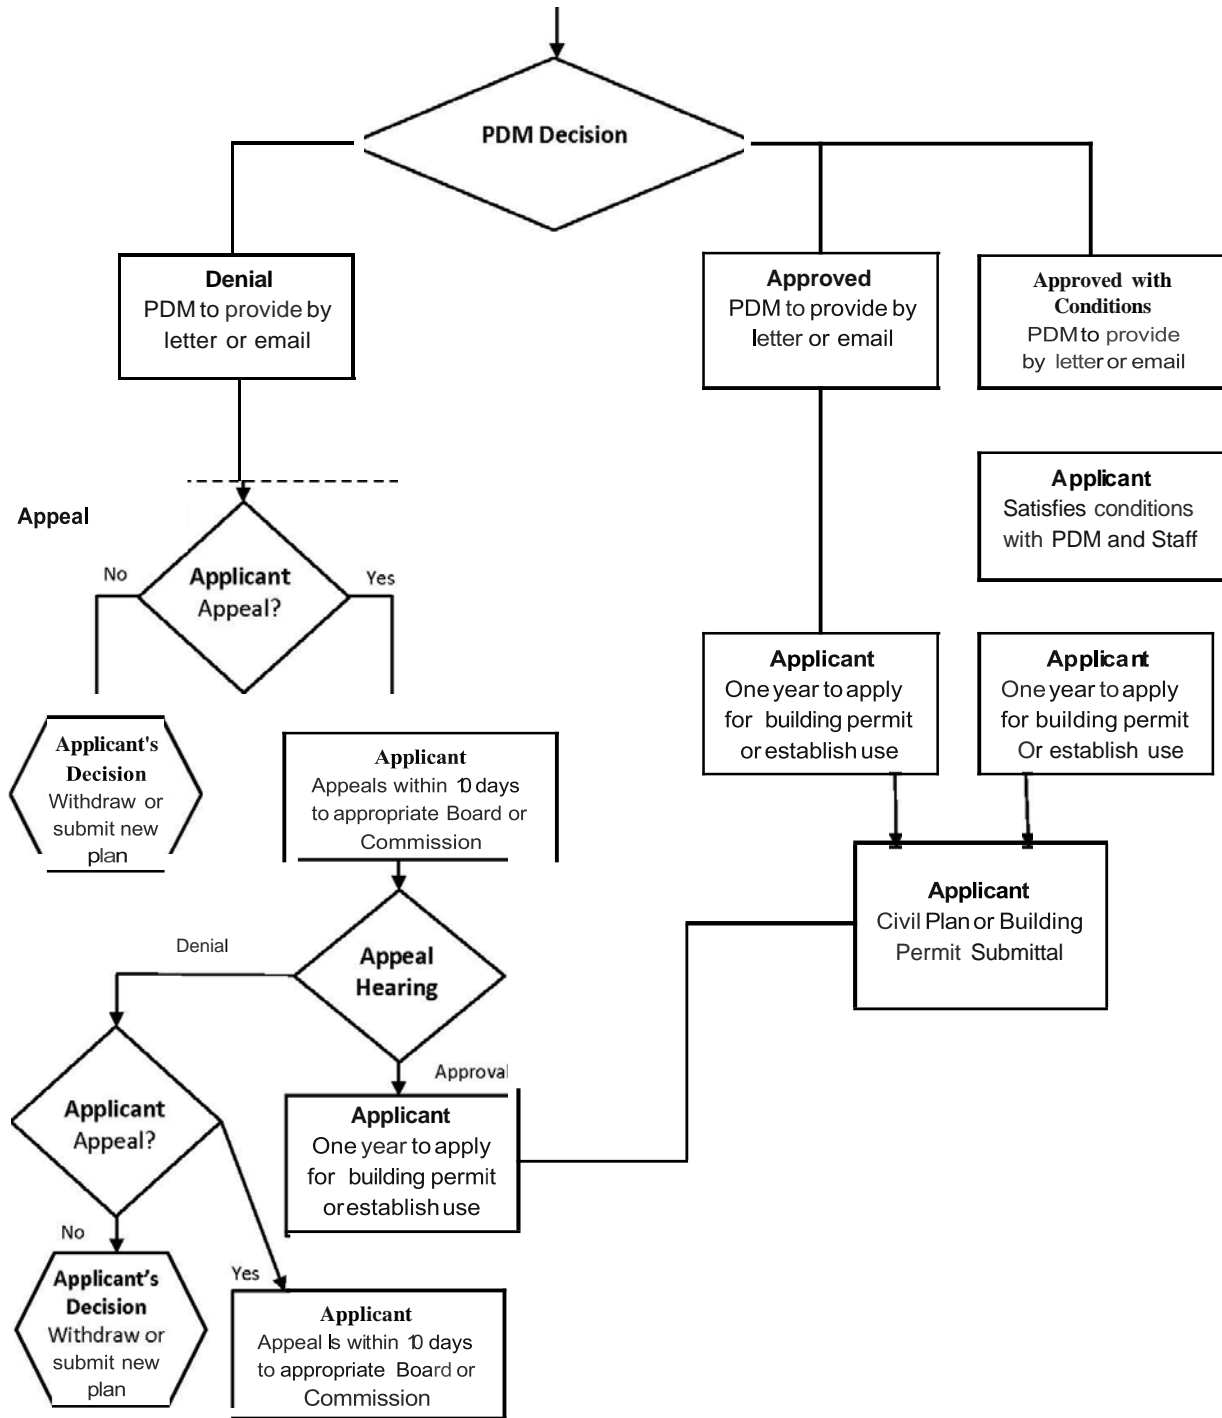 PDM Decision
Denial
PDM to provide by
letter or email
Approved
PDM to provide by
letter or email
Approved with
Conditions
PDM to provide
by letter or email
Appeal
No
Applicant
Appeal?
Yes
Applicant
Satisfies conditions
with PDM and Staff
Applicant
One year to apply
for building permit
or establish use
Applicant
One year to apply
for building permit
Or establish use
Applicant's
Decision
Withdraw or
submit new
plan
Applicant
Appeals within 10 days
to appropriate Board or
Commission
Applicant
Civil Plan or Building
Permit Submittal
Denial
Appeal
Hearing
Approval
Applicant
Appeal?
Applicant
One year to apply
for building permit
or establish use
No
Applicant's
Decision
Withdraw or
submit new
plan
Yes
Applicant
Appeal Is within 10 days
to appropriate Board or
Commission